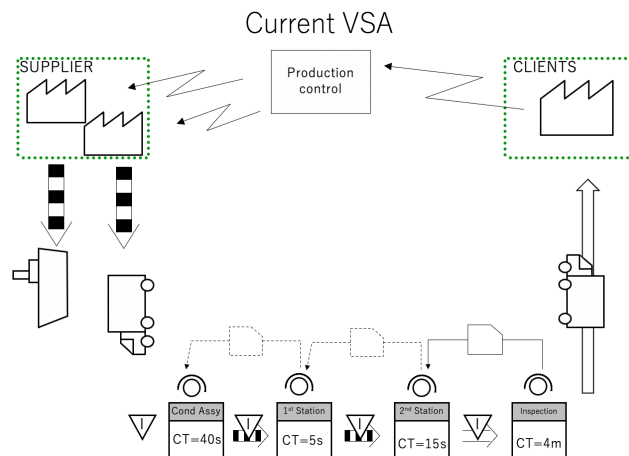 Current VSA
SUPPLIER
Production
control
CLIENTS
Cond Assy
1st Station
2nd Station
Inspection
I
I
I
I
CT=40s
CT=5s
CT=15s
CT=4m